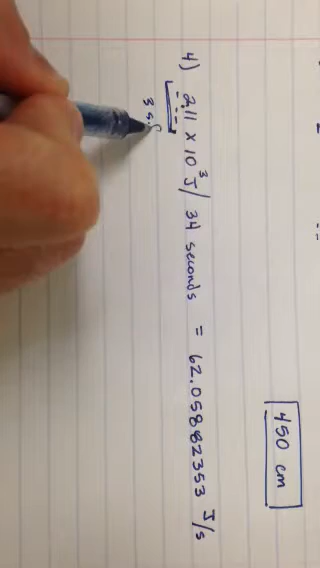 450 cm
4) 2.11 x 10³ J / 34 seconds = 62.05882353 J/s
3 s.f